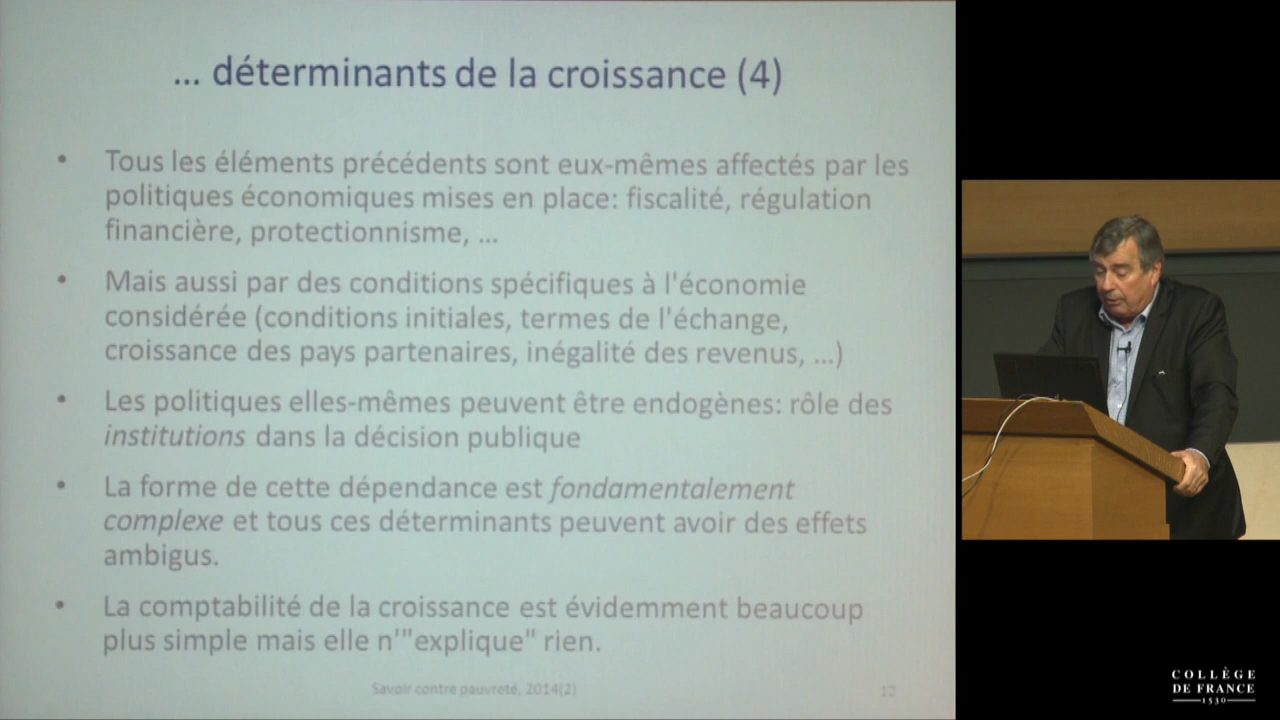 ... déterminants de la croissance (4)
• Tous les éléments précédents sont eux-mêmes affectés par les
politiques économiques mises en place: fiscalité, régulation
financière, protectionnisme, ...
• Mais aussi par des conditions spécifiques à l'économie
considérée (conditions initiales, termes de l'échange,
croissance des pays partenaires, inégalité des revenus, ...)
• Les politiques elles-mêmes peuvent être endogènes: rôle des
institutions dans la décision publique
• La forme de cette dépendance est fondamentalement
complexe et tous ces déterminants peuvent avoir des effets
ambigus.
• La comptabilité de la croissance est évidemment beaucoup
plus simple mais elle n'"explique" rien.
Savoir contre pauvreté, 2014(2)
12
COLLÈGE
DE FRANCE
1530